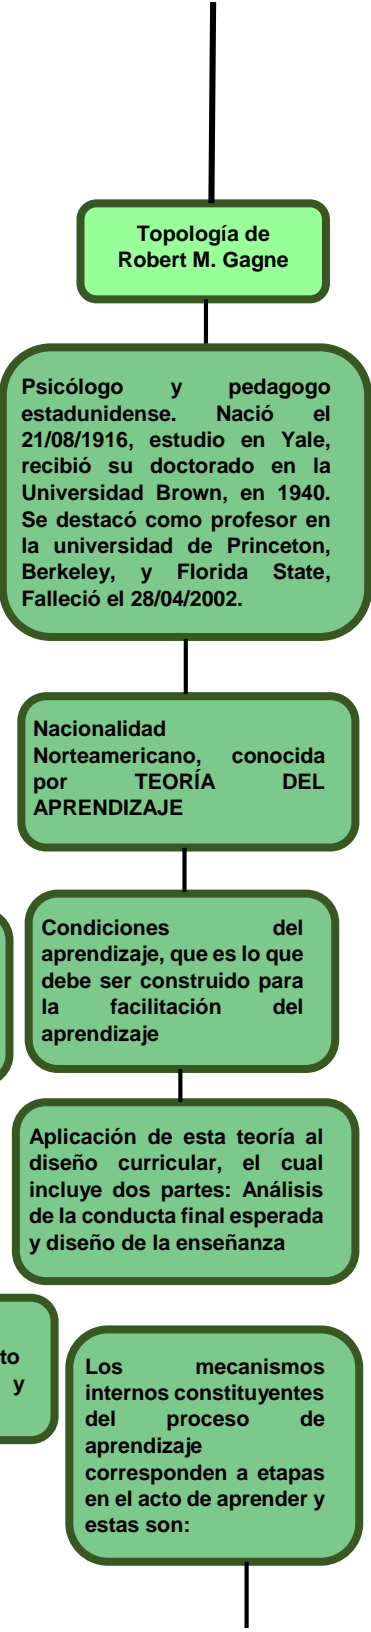 Topología de
Robert M. Gagne
Psicólogo y pedagogo
estadunidense. Nació el
21/08/1916, estudio en Yale,
recibió su doctorado en la
Universidad Brown, en 1940.
Se destacó como profesor en
la universidad de Princeton,
Berkeley, y Florida State,
Falleció el 28/04/2002.
Nacionalidad
Norteamericano, conocida
por TEORÍA DEL
APRENDIZAJE
Condiciones del
aprendizaje, que es lo que
debe ser construido para
la facilitación del
aprendizaje
Aplicación de esta teoría al
diseño curricular, el cual
incluye dos partes: Análisis
de la conducta final esperada
y diseño de la enseñanza
y
Los mecanismos
internos constituyentes
del proceso de
aprendizaje
corresponden a etapas
en el acto de aprender y
estas son: